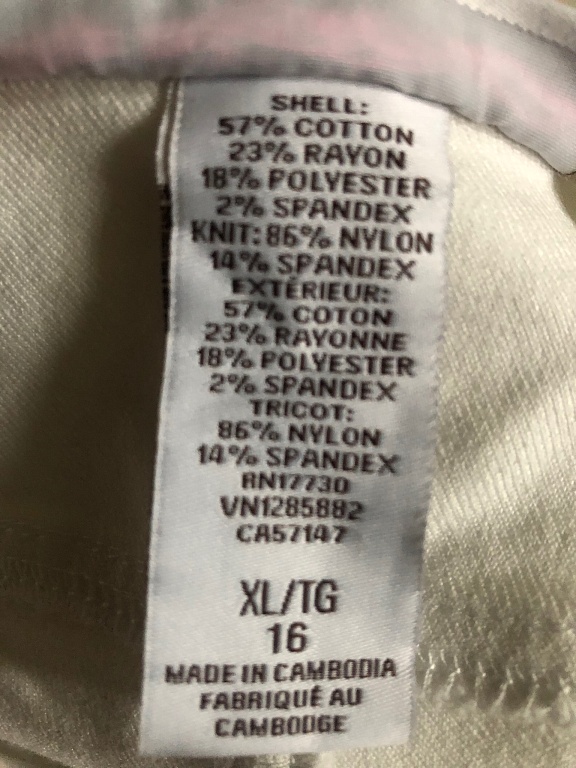 SHELL:
57% COTTON
23% RAYON
18% POLYESTER
2% SPANDEX
KNIT: 86% NYLON
14% SPANDEX
EXTÉRIEUR:
57% COTON
23% RAYONNE
18% POLYESTER
2% SPANDEX
TRICOT:
86% NYLON
14% SPANDEX
RN17730
VN1285882
CA57147
XL/TG
16
MADE IN CAMBODIA
FABRIQUÉ AU
CAMBODGE